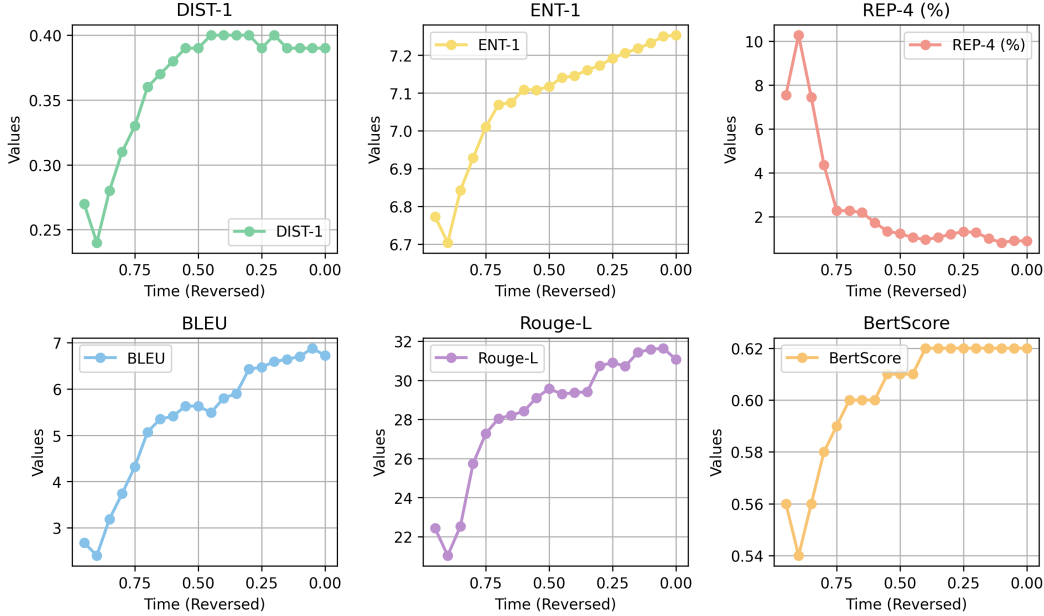 DIST-1
Values
0.40
0.35
0.30
0.25
DIST-1
0.75
0.50
0.25
0.00
Time (Reversed)
ENT-1
Values
7.2
7.1
7.0
6.9
6.8
6.7
ENT-1
0.75
0.50
0.25
0.00
Time (Reversed)
REP-4 (%)
Values
10
8
6
4
2
REP-4 (%)
0.75
0.50
0.25
0.00
Time (Reversed)
BLEU
Values
7
6
5
4
3
BLEU
0.75
0.50
0.25
0.00
Time (Reversed)
Rouge-L
Values
32
30
28
26
24
22
Rouge-L
0.75
0.50
0.25
0.00
Time (Reversed)
BertScore
Values
0.62
0.60
0.58
0.56
0.54
BertScore
0.75
0.50
0.25
0.00
Time (Reversed)